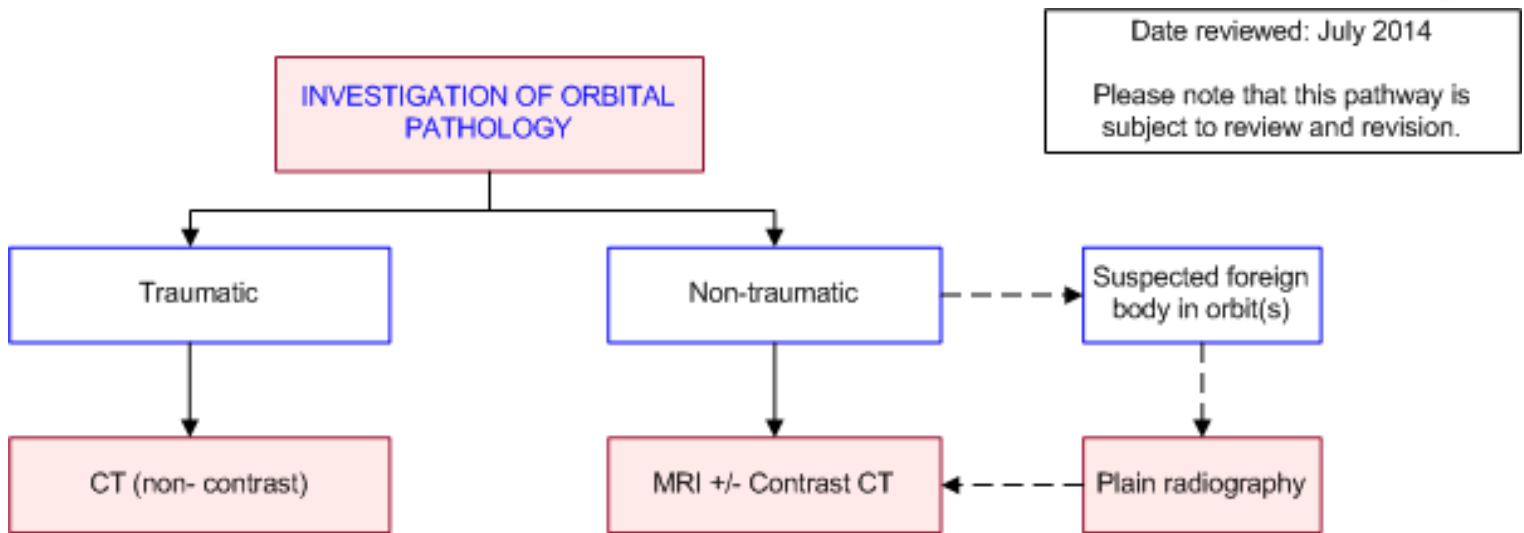 Date reviewed: July 2014
Please note that this pathway is
subject to review and revision.
INVESTIGATION OF ORBITAL
PATHOLOGY
Traumatic
Non-traumatic
Suspected foreign
body in orbit(s)
CT (non- contrast)
MRI +/- Contrast CT
Plain radiography